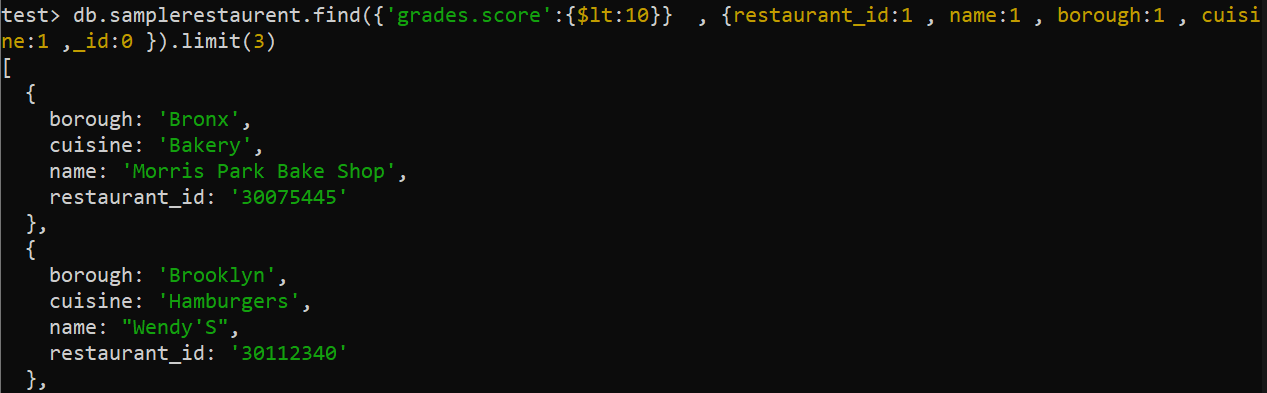 test> db.samplerestaurent.find({'grades.score':{$lt:10}}  , {restaurant_id:1 , name:1 , borough:1 , cuisi
ne:1 ,_id:0 }).limit(3)
[
  {
    borough: 'Bronx',
    cuisine: 'Bakery',
    name: 'Morris Park Bake Shop',
    restaurant_id: '30075445'
  },
  {
    borough: 'Brooklyn',
    cuisine: 'Hamburgers',
    name: "Wendy'S",
    restaurant_id: '30112340'
  },